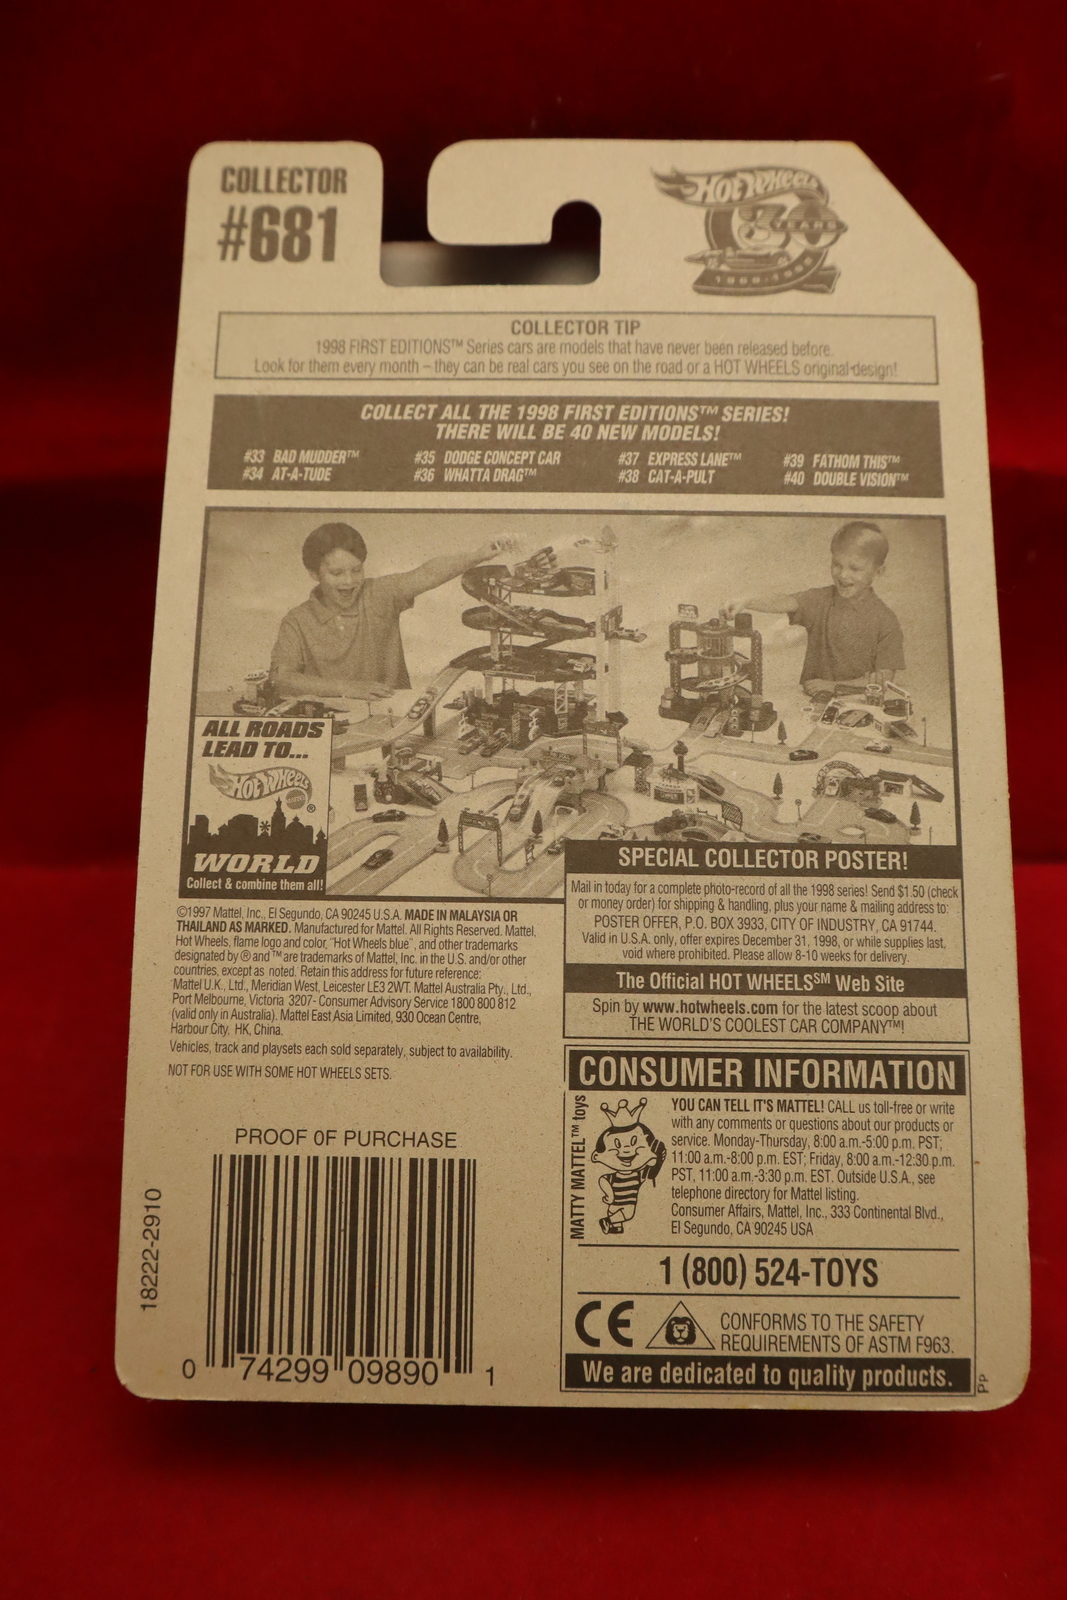 COLLECTOR
#681
HOT WHEELS
30
YEARS
1968-1998
COLLECTOR TIP
1998 FIRST EDITIONS™ Series cars are models that have never been released before.
Look for them every month – they can be real cars you see on the road or a HOT WHEELS original design!
COLLECT ALL THE 1998 FIRST EDITIONS™ SERIES!
THERE WILL BE 40 NEW MODELS!
#33 BAD MUDDER™ #35 DODGE CONCEPT CAR #37 EXPRESS LANE™ #39 FATHOM THIS™
#34 AT-A-TUDE #36 WHATTA DRAG™ #38 CAT-A-PULT #40 DOUBLE VISION™
ALL ROADS
LEAD TO...
HOT WHEELS
®
WORLD
Collect & combine them all!
©1997 Mattel, Inc., El Segundo, CA 90245 U.S.A. MADE IN MALAYSIA OR
THAILAND AS MARKED. Manufactured for Mattel. All Rights Reserved. Mattel,
Hot Wheels, flame logo and color, "Hot Wheels blue", and other trademarks
designated by ® and ™ are trademarks of Mattel, Inc. in the U.S. and/or other
countries, except as noted. Retain this address for future reference:
Mattel U.K., Ltd., Meridian West, Leicester LE3 2WT. Mattel Australia Pty., Ltd.,
Port Melbourne, Victoria 3207- Consumer Advisory Service 1800 800 812
(valid only in Australia). Mattel East Asia Limited, 930 Ocean Centre,
Harbour City, HK, China.
Vehicles, track and playsets each sold separately, subject to availability.
NOT FOR USE WITH SOME HOT WHEELS SETS.
SPECIAL COLLECTOR POSTER!
Mail in today for a complete photo-record of all the 1998 series! Send $1.50 (check
or money order) for shipping & handling, plus your name & mailing address to:
POSTER OFFER, P.O. BOX 3933, CITY OF INDUSTRY, CA 91744.
Valid in U.S.A. only, offer expires December 31, 1998, or while supplies last,
void where prohibited. Please allow 8-10 weeks for delivery.
The Official HOT WHEELS℠ Web Site
Spin by www.hotwheels.com for the latest scoop about
THE WORLD'S COOLEST CAR COMPANY™!
CONSUMER INFORMATION
MATTY MATTEL™ toys
YOU CAN TELL IT'S MATTEL! CALL us toll-free or write
with any comments or questions about our products or
service. Monday-Thursday, 8:00 a.m.-5:00 p.m. PST;
11:00 a.m.-8:00 p.m. EST; Friday, 8:00 a.m.-12:30 p.m.
PST, 11:00 a.m.-3:30 p.m. EST. Outside U.S.A., see
telephone directory for Mattel listing.
Consumer Affairs, Mattel, Inc., 333 Continental Blvd.,
El Segundo, CA 90245 USA
1 (800) 524-TOYS
CE
CONFORMS TO THE SAFETY
REQUIREMENTS OF ASTM F963.
We are dedicated to quality products.
PP
PROOF OF PURCHASE
18222-2910
0 74299 09890 1